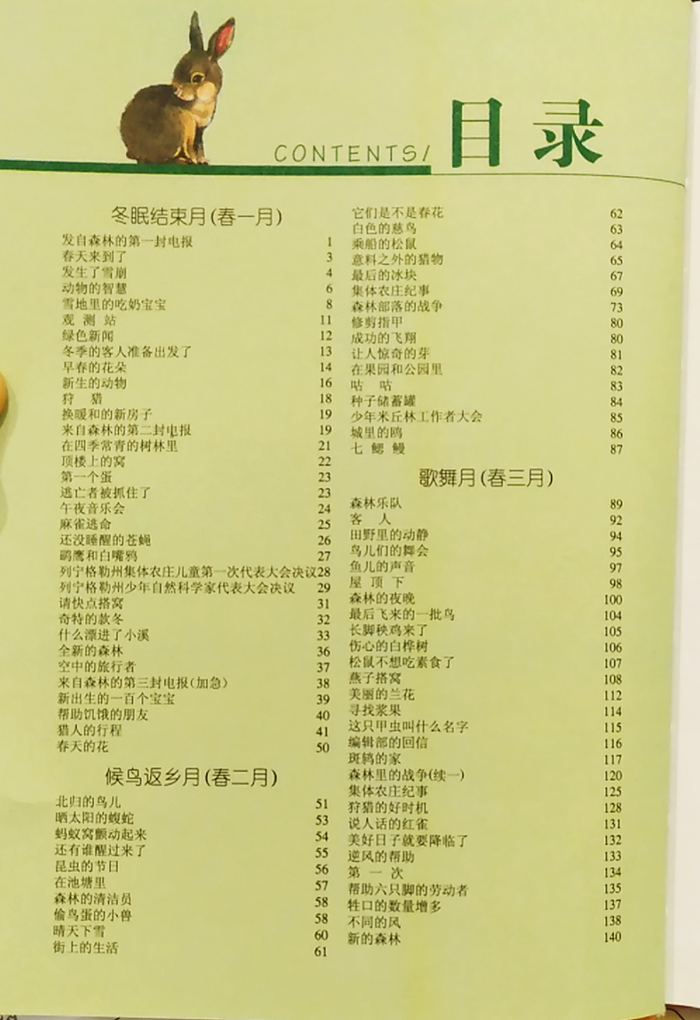 CONTENTS/ 目录
冬眠结束月(春一月)
发自森林的第一封电报 1
春天来到了 3
发生了雪崩 4
动物的智慧 6
雪地里的吃奶宝宝 8
观 测 站 11
绿色新闻 12
冬季的客人准备出发了 13
早春的花朵 14
新生的动物 16
狩 猎 18
换暖和的新房子 19
来自森林的第二封电报 19
在四季常青的树林里 21
顶楼上的窝 22
第一个蛋 23
逃亡者被抓住了 23
午夜音乐会 24
麻雀逃命 25
还没睡醒的苍蝇 26
鹞鹰和白嘴鸦 27
列宁格勒州集体农庄儿童第一次代表大会决议28
列宁格勒州少年自然科学家代表大会决议 29
请快点搭窝 31
奇特的款冬 32
什么漂进了小溪 33
全新的森林 36
空中的旅行者 37
来自森林的第三封电报(加急) 38
新出生的一百个宝宝 39
帮助饥饿的朋友 40
猎人的行程 41
春天的花 50
候鸟返乡月(春二月)
北归的鸟儿 51
晒太阳的蝮蛇 53
蚂蚁窝颤动起来 54
还有谁醒过来了 55
昆虫的节日 56
在池塘里 57
森林的清洁员 58
偷鸟蛋的小兽 58
晴天下雪 60
街上的生活 61
它们是不是春花 62
白色的慈鸟 63
乘船的松鼠 64
意料之外的猎物 65
最后的冰块 67
集体农庄纪事 69
森林部落的战争 73
修剪指甲 80
成功的飞翔 80
让人惊奇的芽 81
在果园和公园里 82
咕 咕 83
种子储蓄罐 84
少年米丘林工作者大会 85
城里的鸥 86
七 鳃 鳗 87
歌舞月(春三月)
森林乐队 89
客 人 92
田野里的动静 94
鸟儿们的舞会 95
鱼儿的声音 97
屋 顶 下 98
森林的夜晚 100
最后飞来的一批鸟 104
长脚秧鸡来了 105
伤心的白桦树 106
松鼠不想吃素食了 107
燕子搭窝 108
美丽的兰花 112
寻找浆果 114
这只甲虫叫什么名字 115
编辑部的回信 116
斑鸫的家 117
森林里的战争(续一) 120
集体农庄纪事 125
狩猎的好时机 128
说人话的红雀 131
美好日子就要降临了 132
逆风的帮助 133
第 一 次 134
帮助六只脚的劳动者 135
牲口的数量增多 137
不同的风 138
新的森林 140